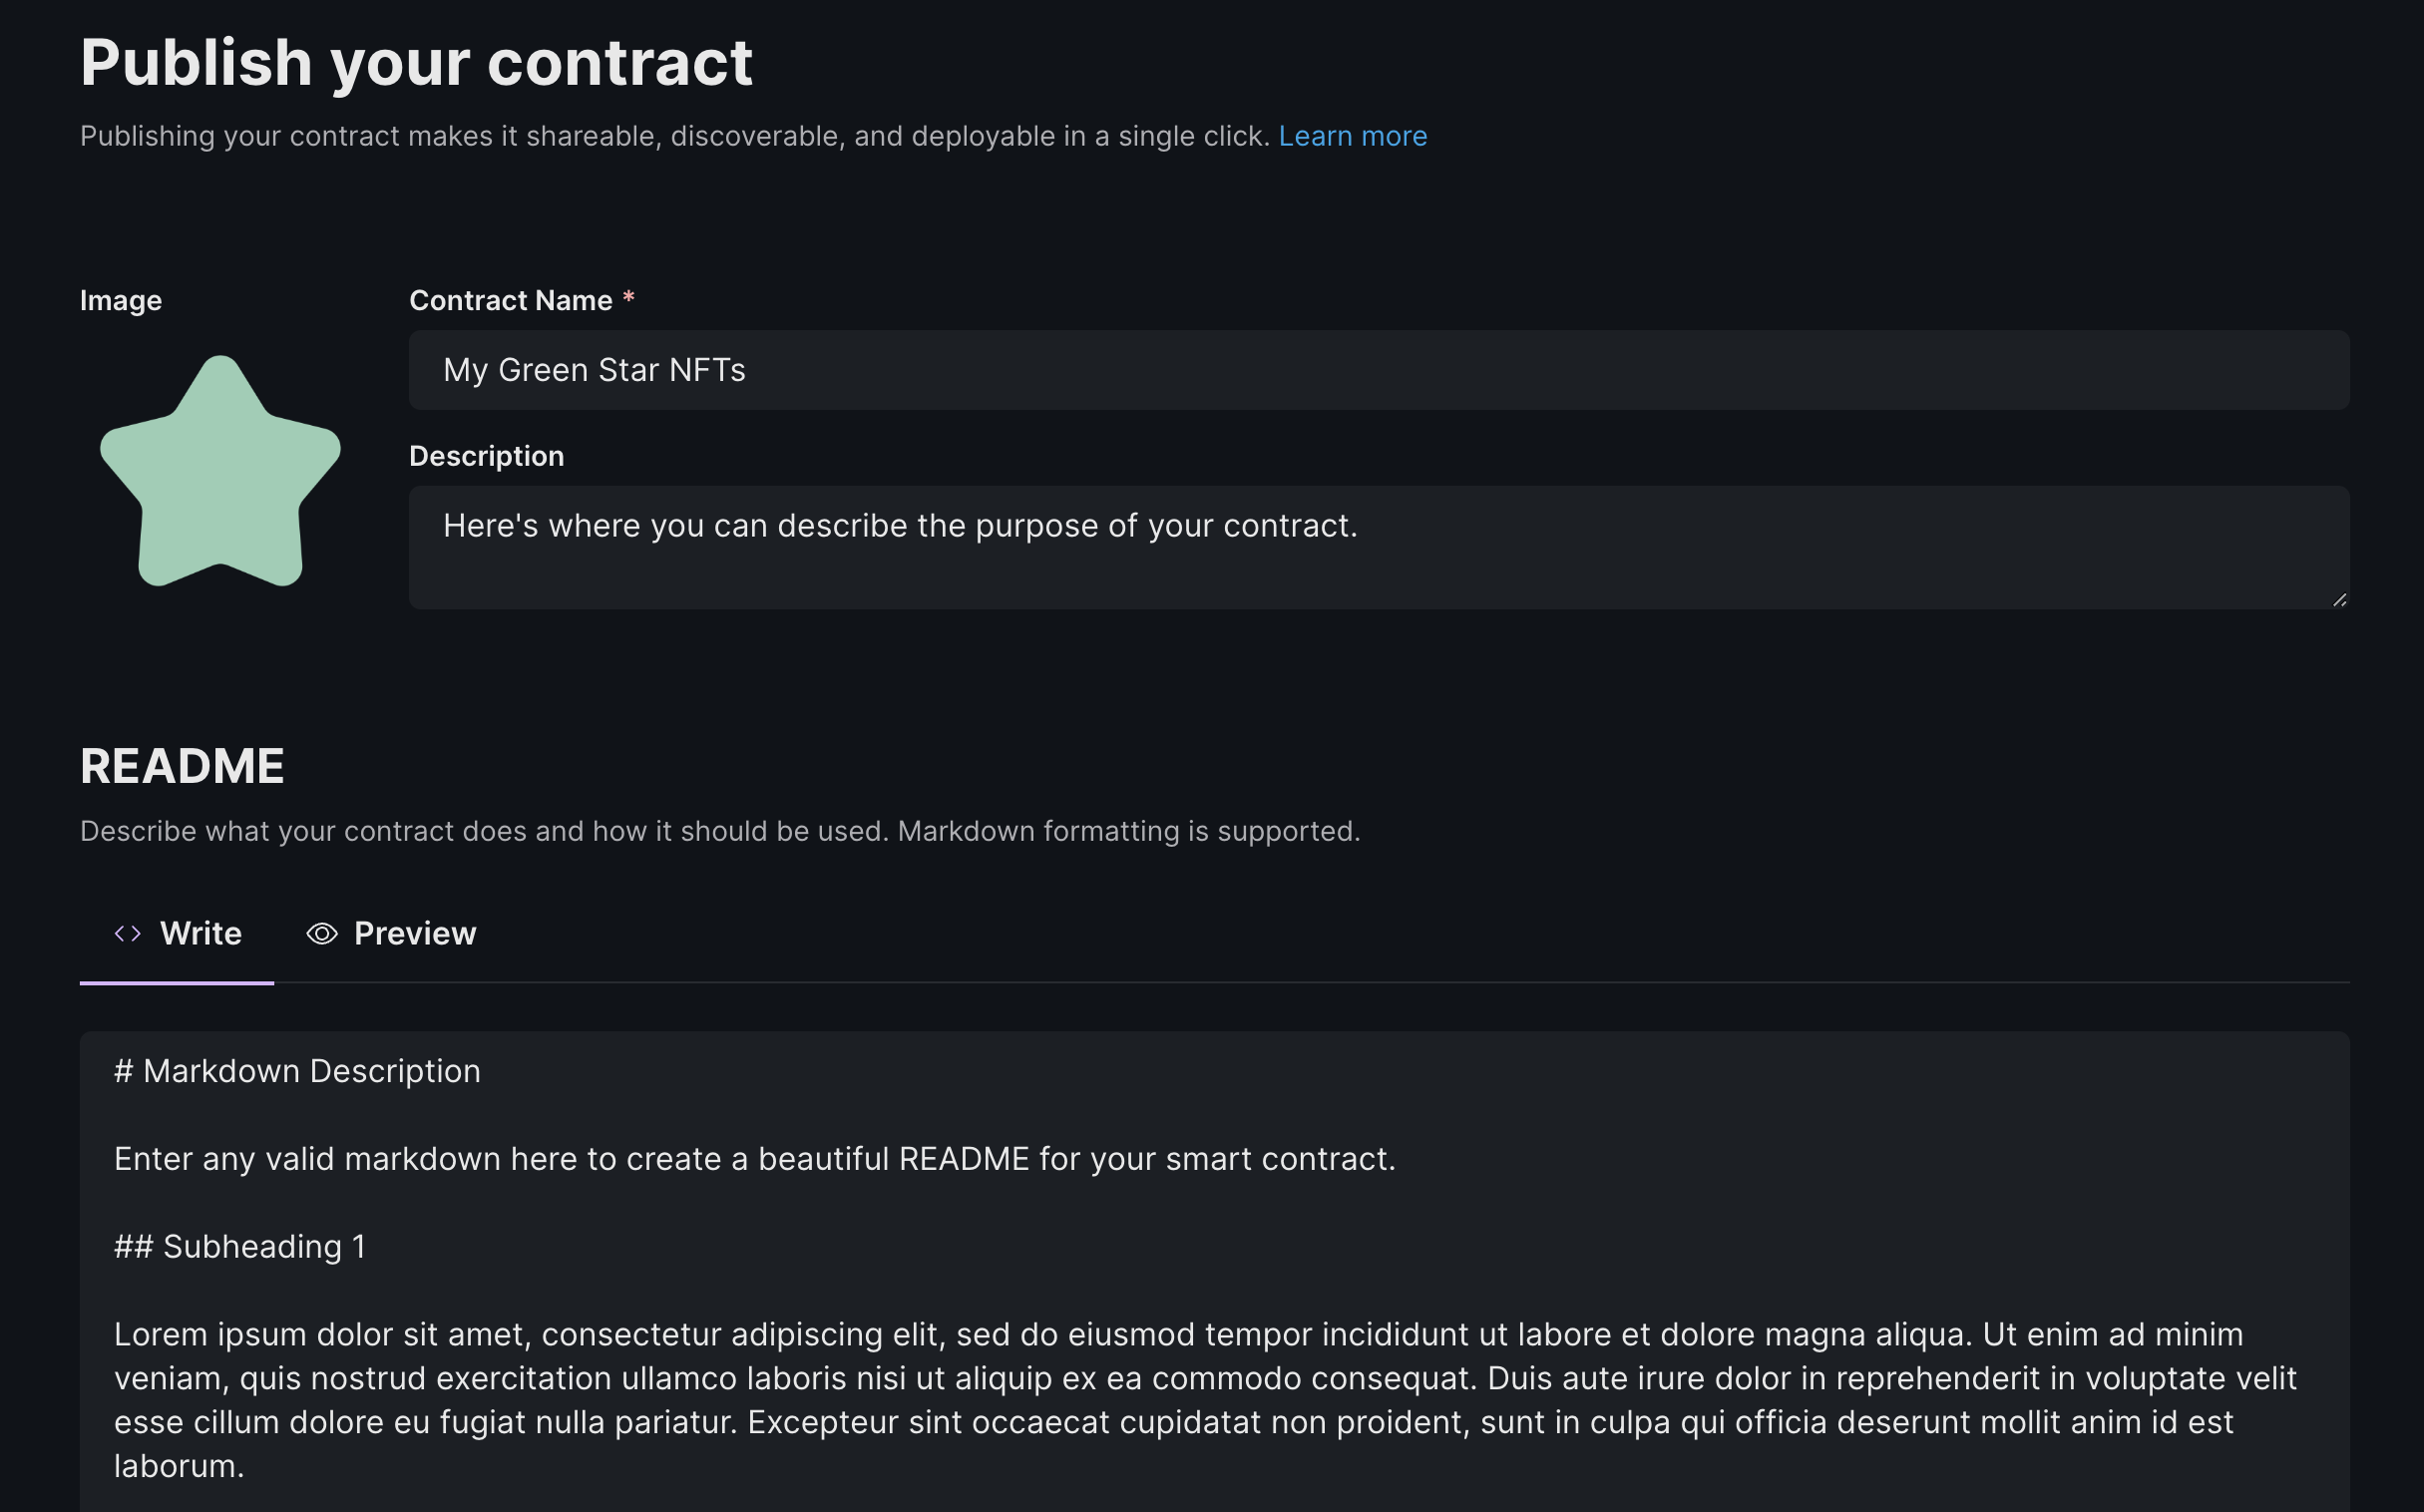 Publish your contract
Publishing your contract makes it shareable, discoverable, and deployable in a single click. Learn more
Image
Contract Name *
My Green Star NFTs
Description
Here's where you can describe the purpose of your contract.
README
Describe what your contract does and how it should be used. Markdown formatting is supported.
Write
Preview
# Markdown Description
Enter any valid markdown here to create a beautiful README for your smart contract.
## Subheading 1
Lorem ipsum dolor sit amet, consectetur adipiscing elit, sed do eiusmod tempor incididunt ut labore et dolore magna aliqua. Ut enim ad minim
veniam, quis nostrud exercitation ullamco laboris nisi ut aliquip ex ea commodo consequat. Duis aute irure dolor in reprehenderit in voluptate velit
esse cillum dolore eu fugiat nulla pariatur. Excepteur sint occaecat cupidatat non proident, sunt in culpa qui officia deserunt mollit anim id est
laborum.